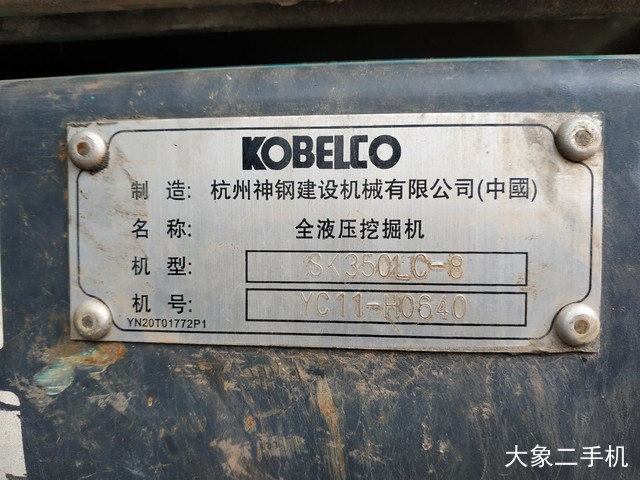 KOBELCO
制造: 杭州神钢建设机械有限公司(中國)
名称: 全液压挖掘机
机型: SK350LC-8
机号: YC11-H0640
YN20T01772P1
大象二手机